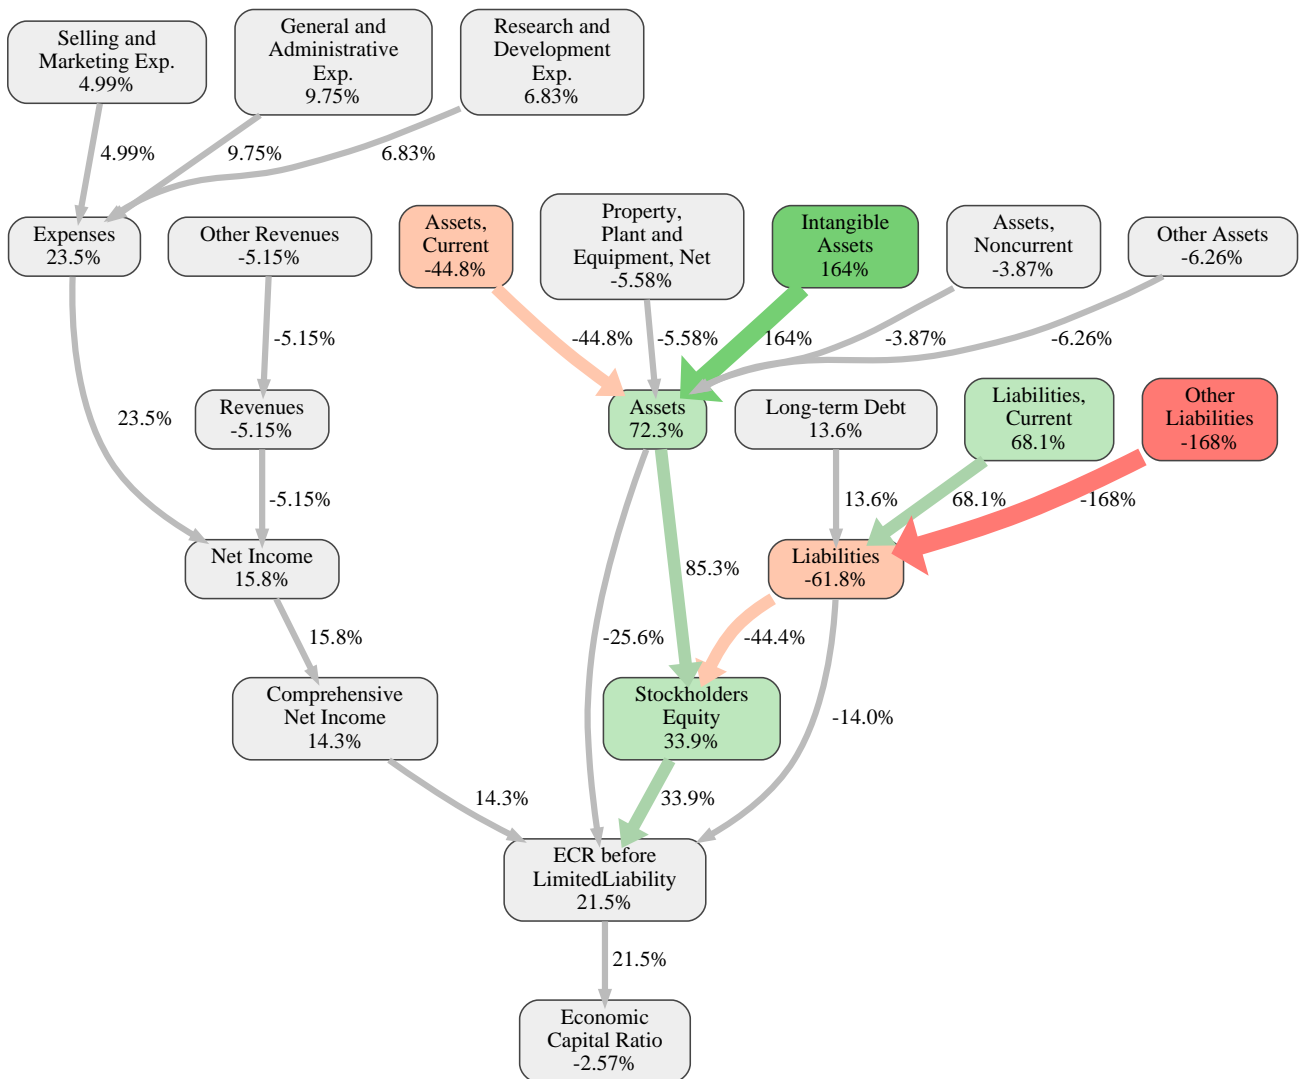 Selling and
Marketing Exp.
4.99%
General and
Administrative
Exp.
9.75%
Research and
Development
Exp.
6.83%
4.99%
9.75%
6.83%
Expenses
23.5%
Other Revenues
-5.15%
Assets,
Current
-44.8%
Property,
Plant and
Equipment, Net
-5.58%
Intangible
Assets
164%
Assets,
Noncurrent
-3.87%
Other Assets
-6.26%
-5.15%
-44.8%
-5.58%
164%
-3.87%
-6.26%
23.5%
Revenues
-5.15%
Assets
72.3%
Long-term Debt
13.6%
Liabilities,
Current
68.1%
Other
Liabilities
-168%
-5.15%
13.6%
68.1%
-168%
Net Income
15.8%
85.3%
Liabilities
-61.8%
15.8%
-25.6%
-44.4%
Comprehensive
Net Income
14.3%
Stockholders
Equity
33.9%
-14.0%
14.3%
33.9%
ECR before
LimitedLiability
21.5%
21.5%
Economic
Capital Ratio
-2.57%